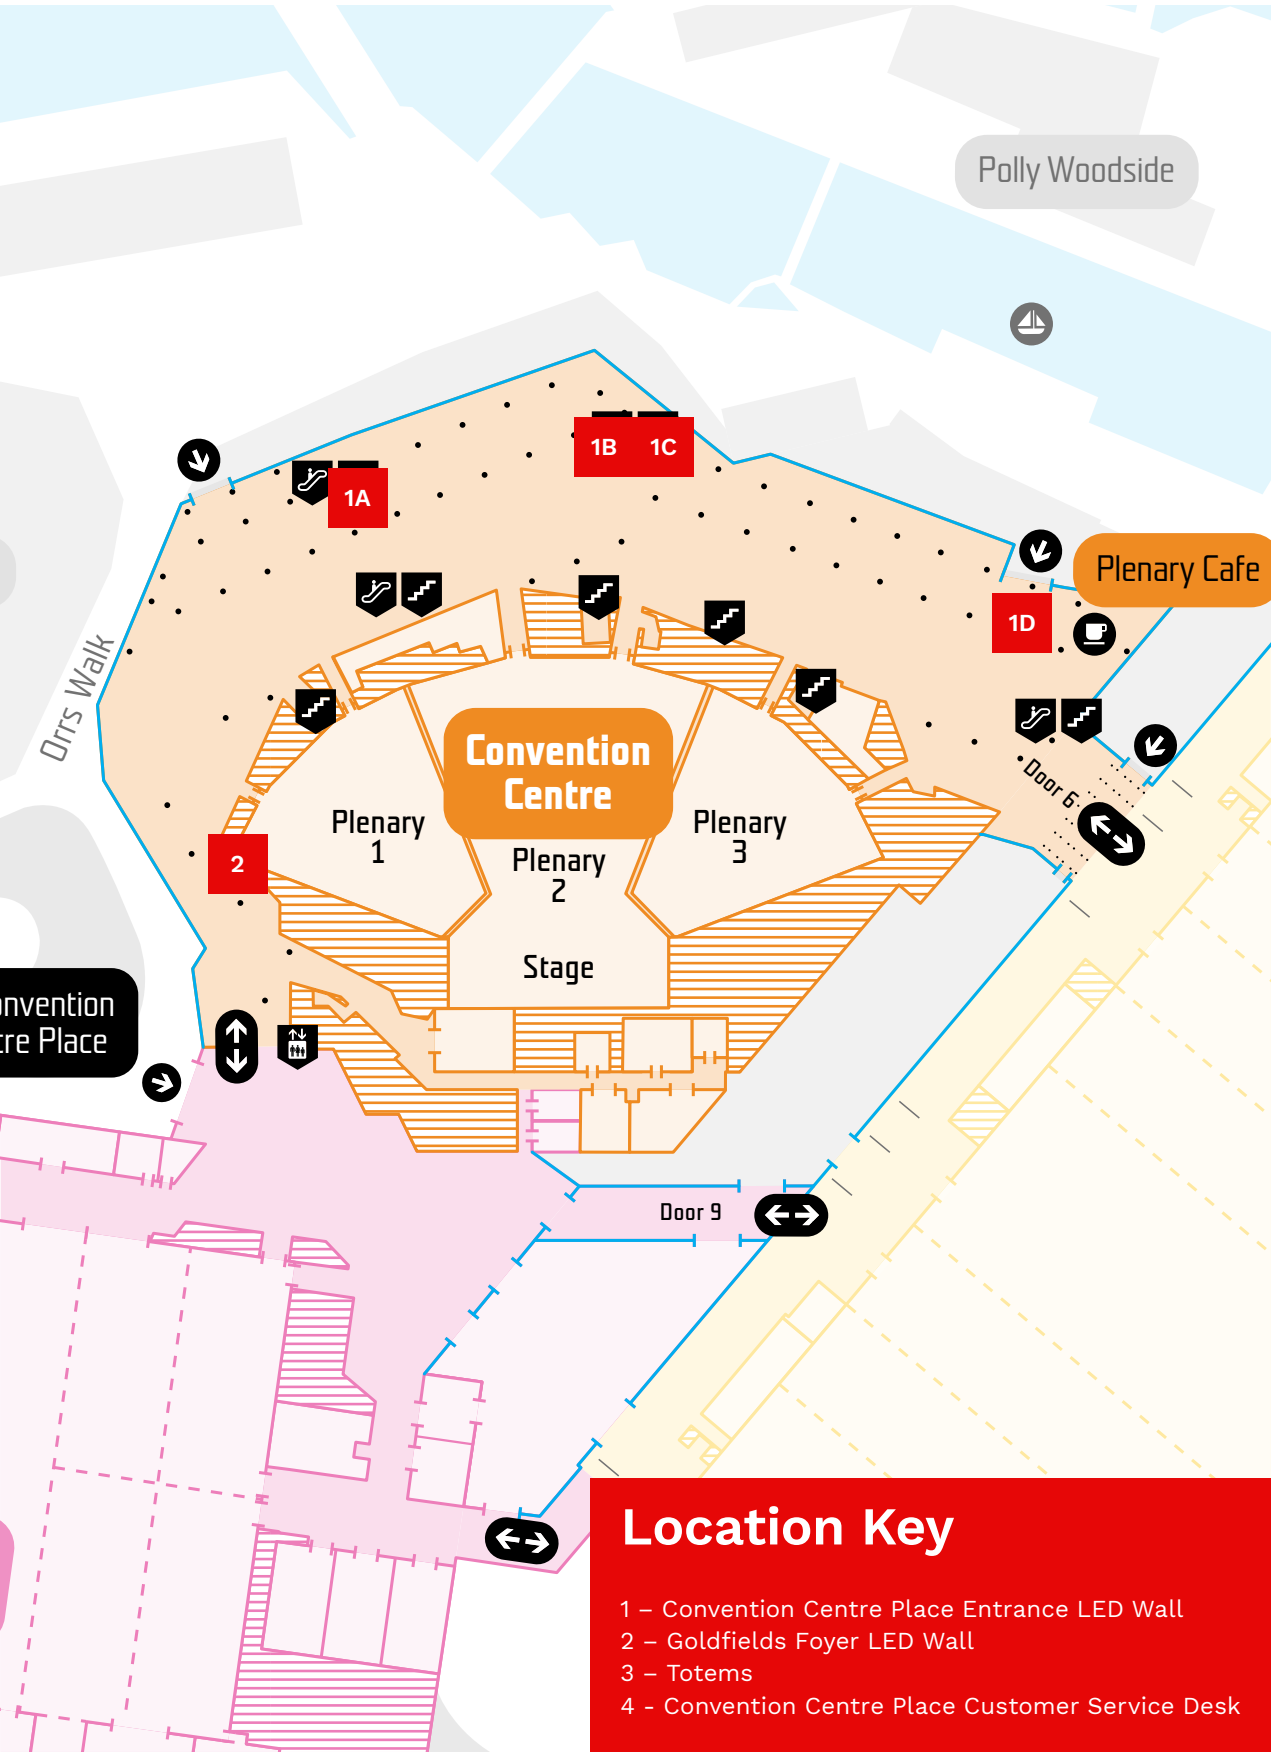 Polly Woodside
1B
1C
1A
Plenary Cafe
1D
Orrs Walk
Convention
Centre
Door 6
Plenary
1
Plenary
3
Plenary
2
2
Stage
onvention
tre Place
Door 9
Location Key
1 – Convention Centre Place Entrance LED Wall
2 – Goldfields Foyer LED Wall
3 – Totems
4 - Convention Centre Place Customer Service Desk